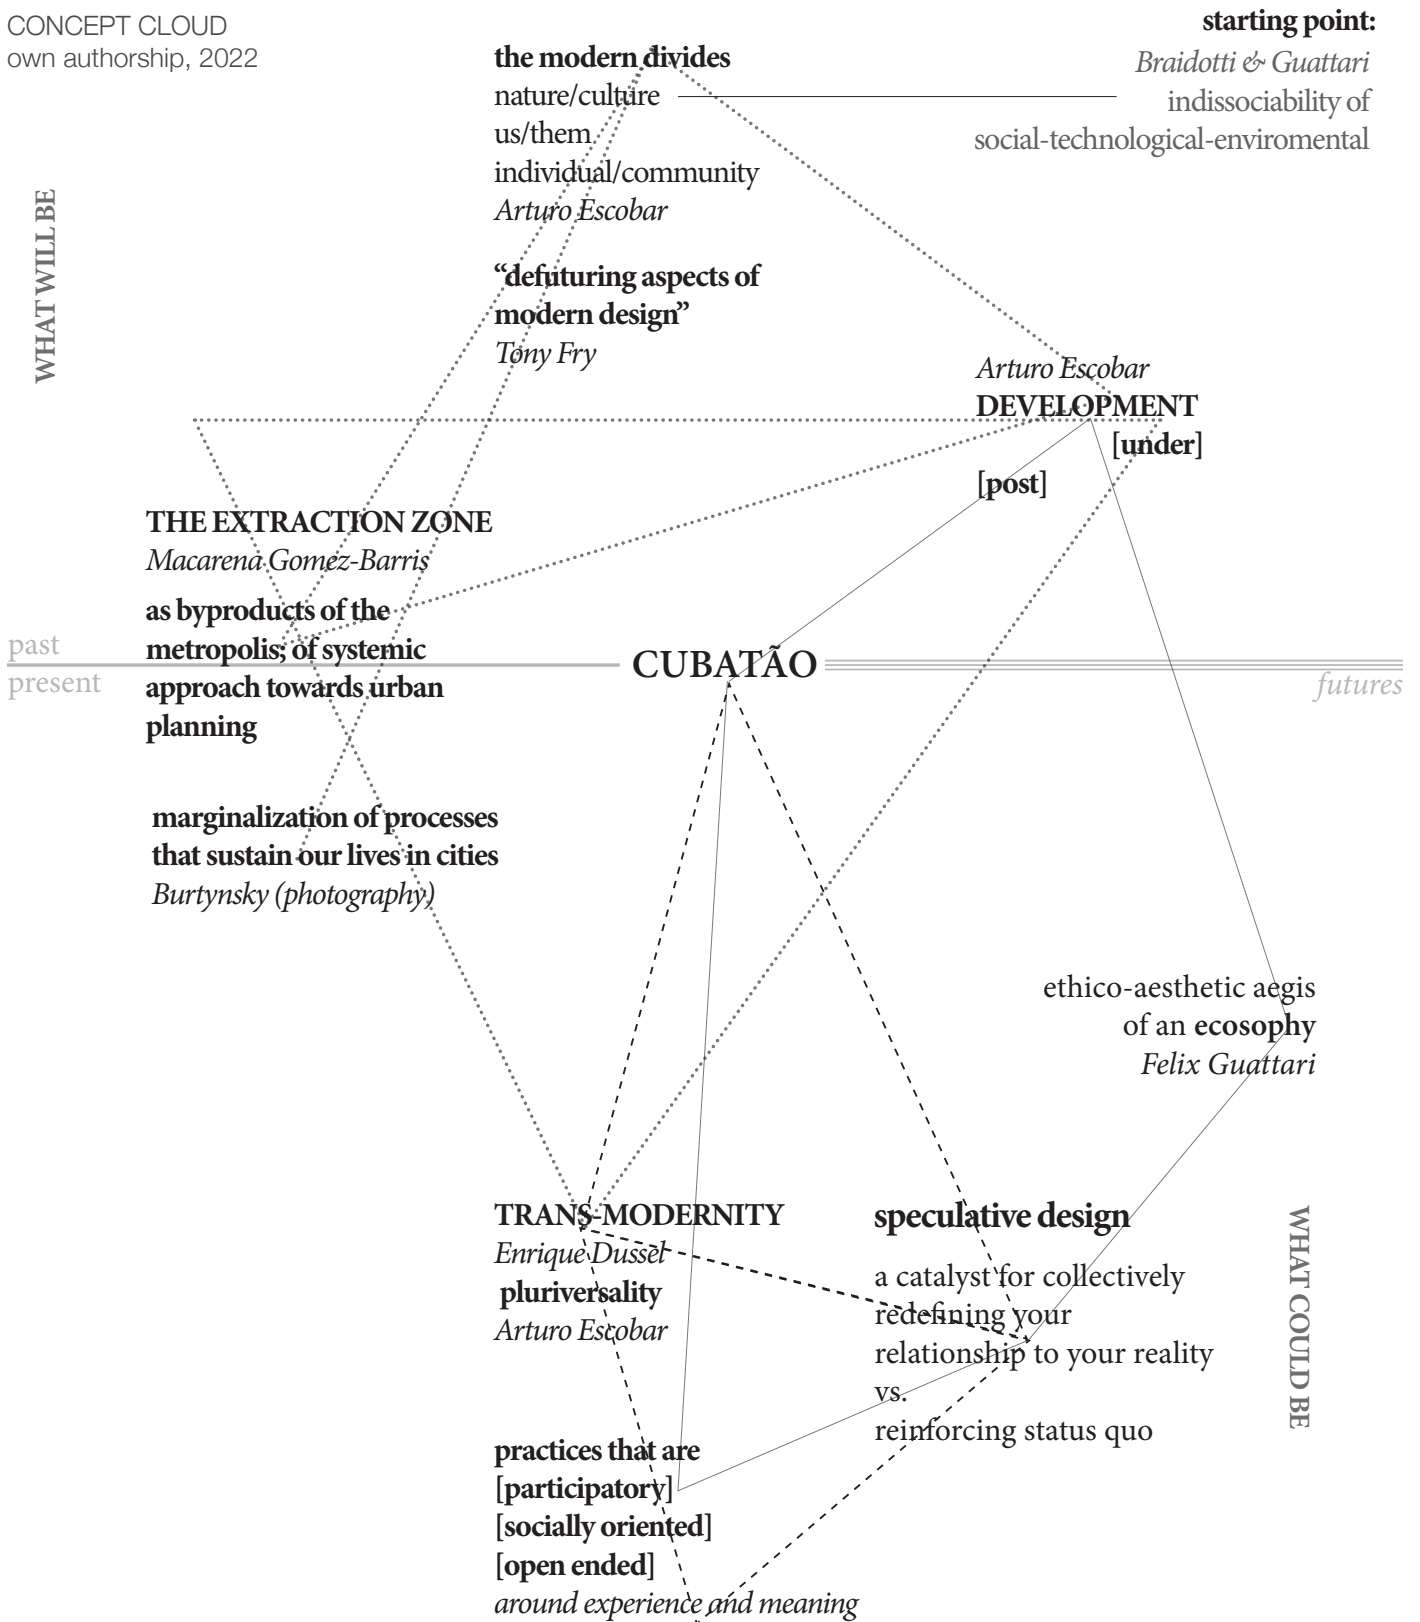 CONCEPT CLOUD
own authorship, 2022
starting point:
Braidotti & Guattari
indissociability of
social-technological-enviromental
the modern divides
nature/culture
us/them
individual/community
Arturo Escobar
“defuturing aspects of
modern design”
Tony Fry
WHAT WILL BE
Arturo Escobar
DEVELOPMENT
[under]
[post]
THE EXTRACTION ZONE
Macarena Gomez-Barris
as byproducts of the
metropolis; of systemic
approach towards urban
planning
past
present
CUBATÃO
futures
marginalization of processes
that sustain our lives in cities
Burtynsky (photography)
ethico-aesthetic aegis
of an ecosophy
Felix Guattari
TRANS-MODERNITY
Enrique Dussel
pluriversality
Arturo Escobar
speculative design
a catalyst for collectively
redefining your
relationship to your reality
vs.
reinforcing status quo
WHAT COULD BE
practices that are
[participatory]
[socially oriented]
[open ended]
around experience and meaning